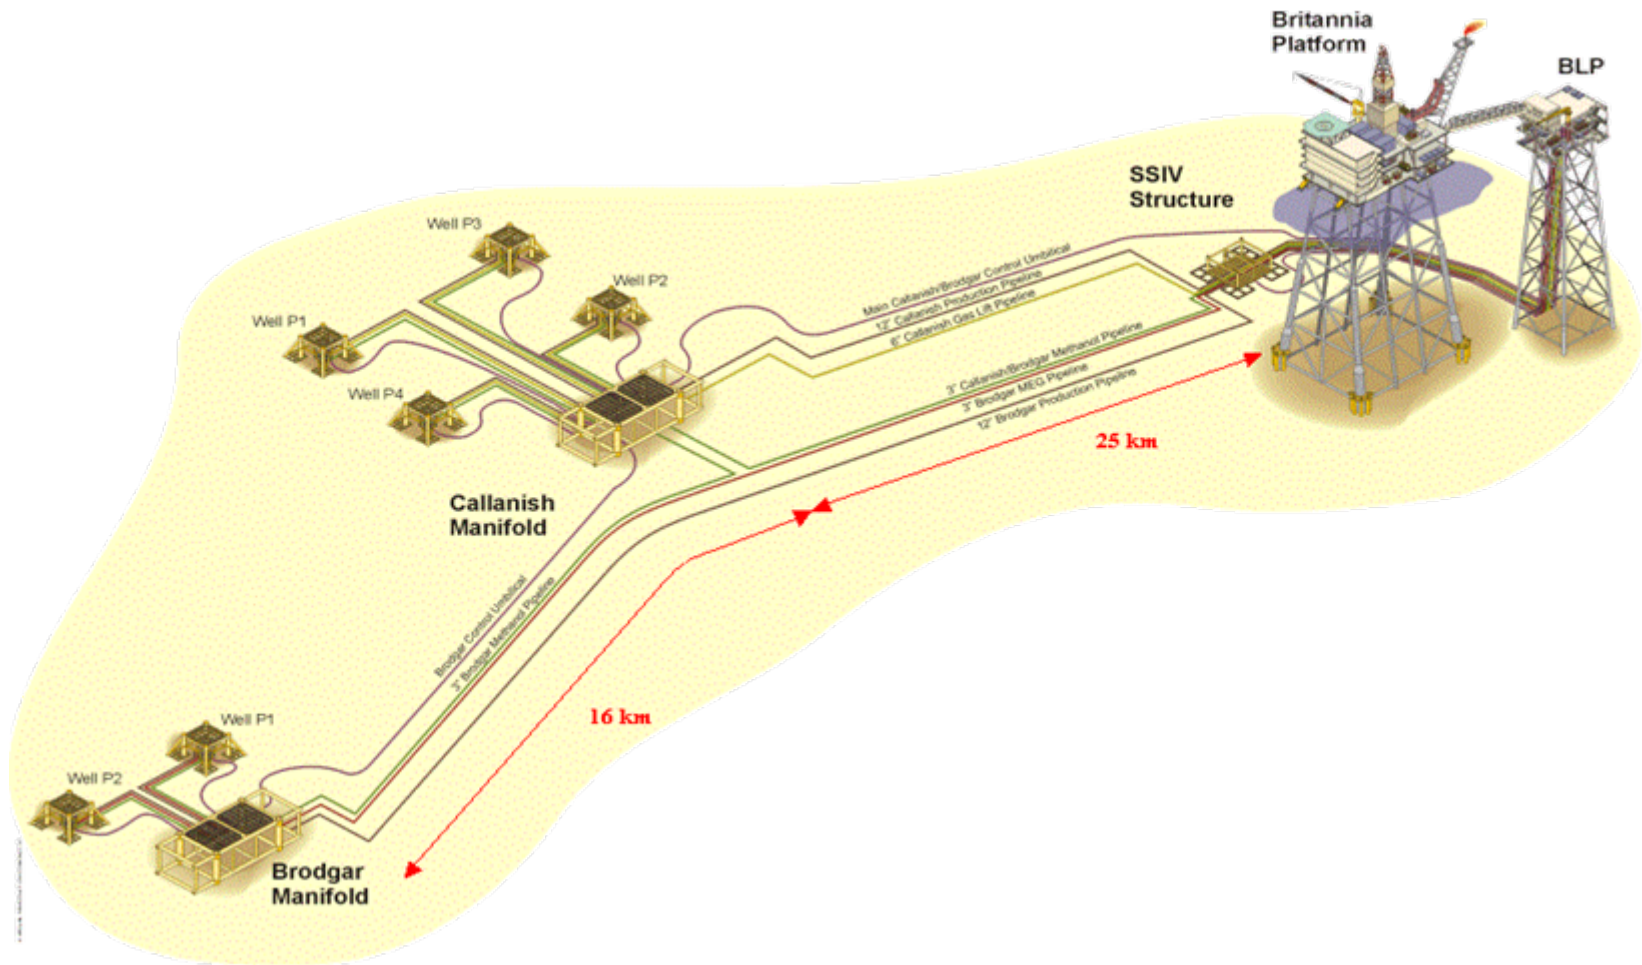 Britannia
Platform
BLP
SSIV
Structure
Well P3
Well P2
Well P1
Well P4
Main Callanish/Brodgar Control Umbilical
12" Callanish Production Pipeline
6" Callanish Gas Lift Pipeline
3" Callanish/Brodgar Methanol Pipeline
3" Brodgar MEG Pipeline
12" Brodgar Production Pipeline
25 km
Callanish
Manifold
Brodgar Control Umbilical
3" Brodgar Methanol Pipeline
16 km
Well P1
Well P2
Brodgar
Manifold